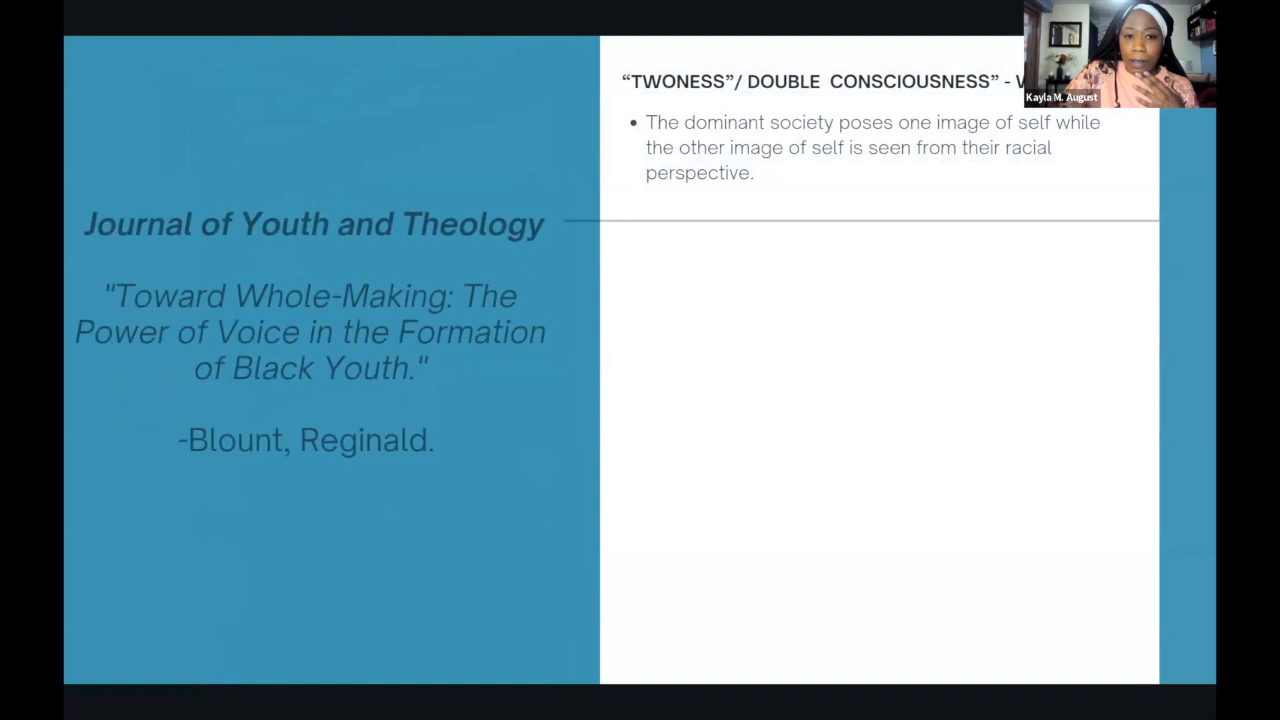 Journal of Youth and Theology
"Toward Whole-Making: The
Power of Voice in the Formation
of Black Youth."
-Blount, Reginald.
“TWONESS”/ DOUBLE CONSCIOUSNESS” -
• The dominant society poses one image of self while
the other image of self is seen from their racial
perspective.
Kayla M. August